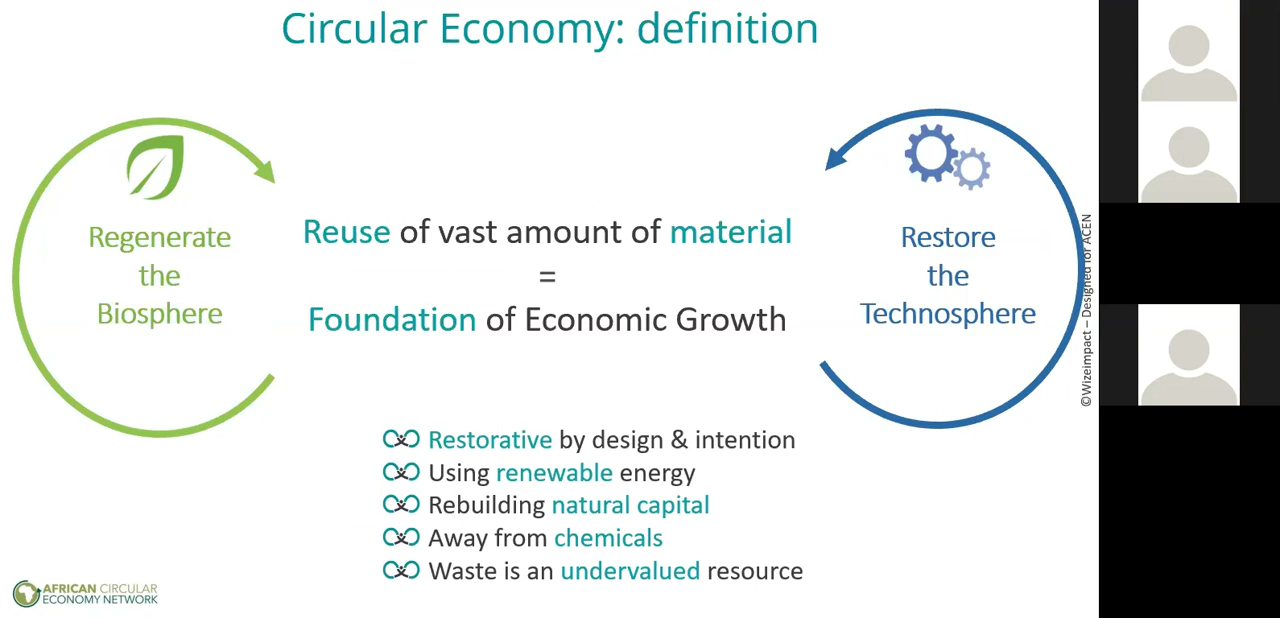 Circular Economy: definition
Regenerate
the
Biosphere
Reuse of vast amount of material
=
Foundation of Economic Growth
Restore
the
Technosphere
©Wizeimpact – Designed for ACEN
Restorative by design & intention
Using renewable energy
Rebuilding natural capital
Away from chemicals
Waste is an undervalued resource
AFRICAN CIRCULAR
ECONOMY NETWORK